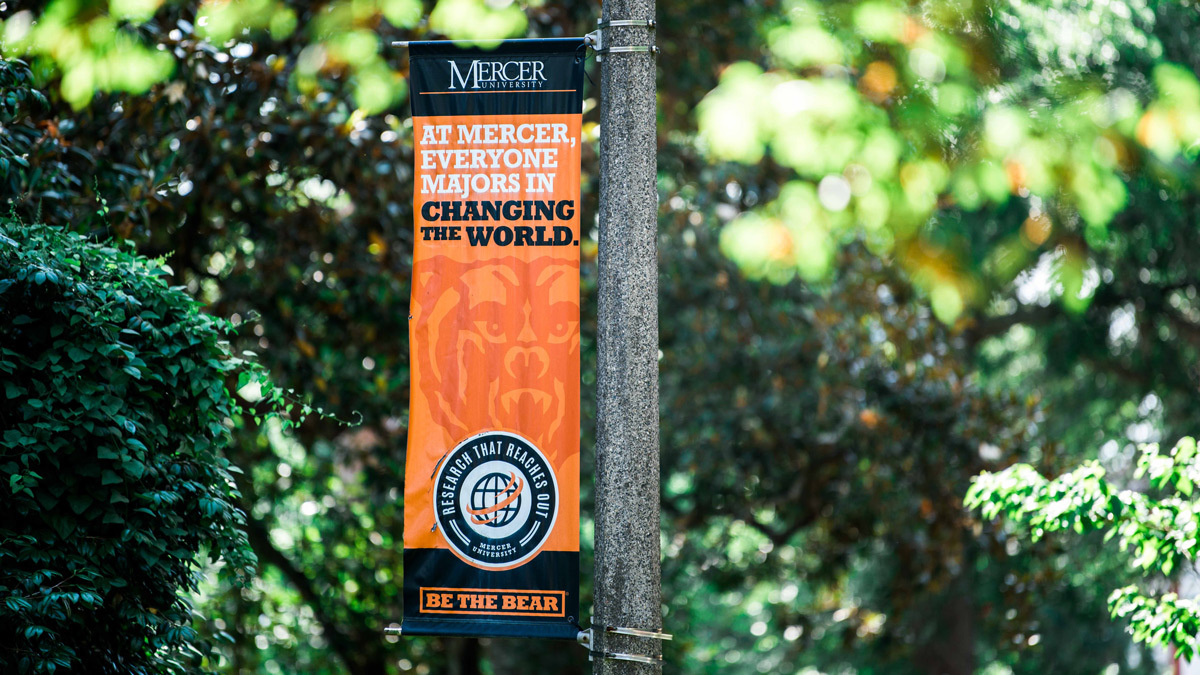 MERCER
UNIVERSITY
AT MERCER,
EVERYONE
MAJORS IN
CHANGING
THE WORLD.
RESEARCH THAT REACHES OUT
MERCER
UNIVERSITY
BE THE BEAR